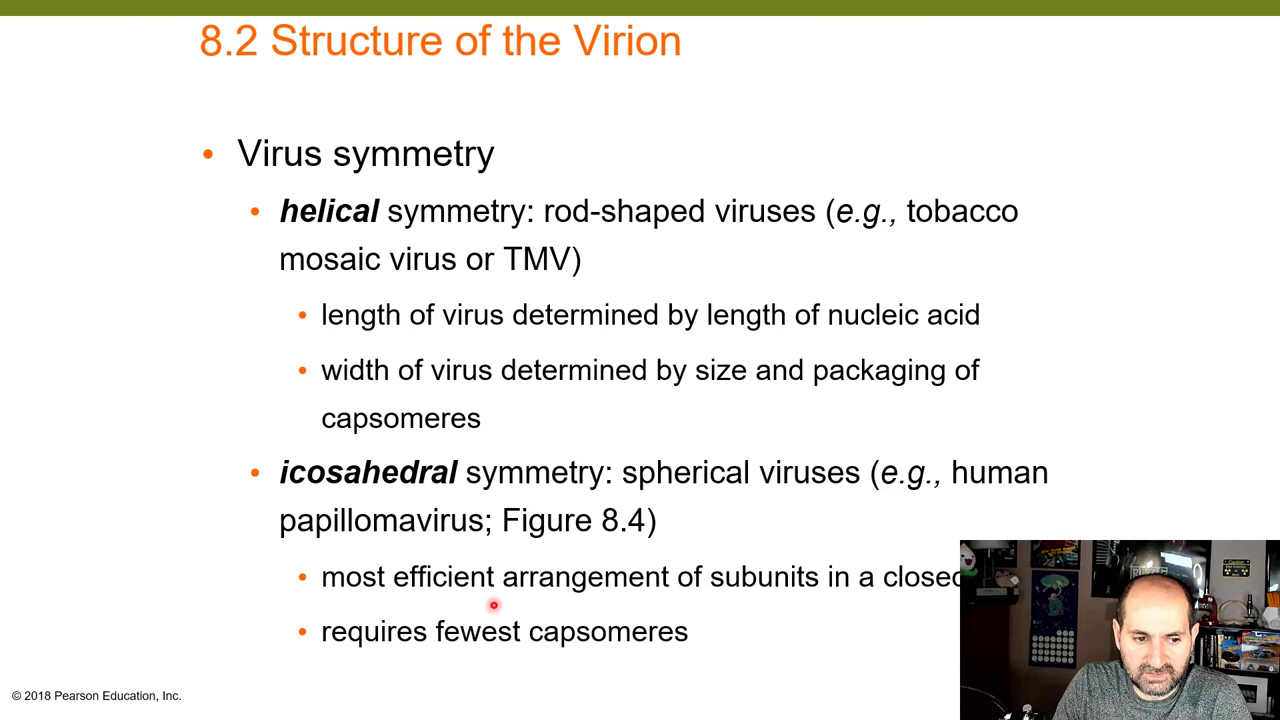 8.2 Structure of the Virion
• Virus symmetry
• helical symmetry: rod-shaped viruses (e.g., tobacco
mosaic virus or TMV)
• length of virus determined by length of nucleic acid
• width of virus determined by size and packaging of
capsomeres
• icosahedral symmetry: spherical viruses (e.g., human
papillomavirus; Figure 8.4)
• most efficient arrangement of subunits in a closed
• requires fewest capsomeres
© 2018 Pearson Education, Inc.